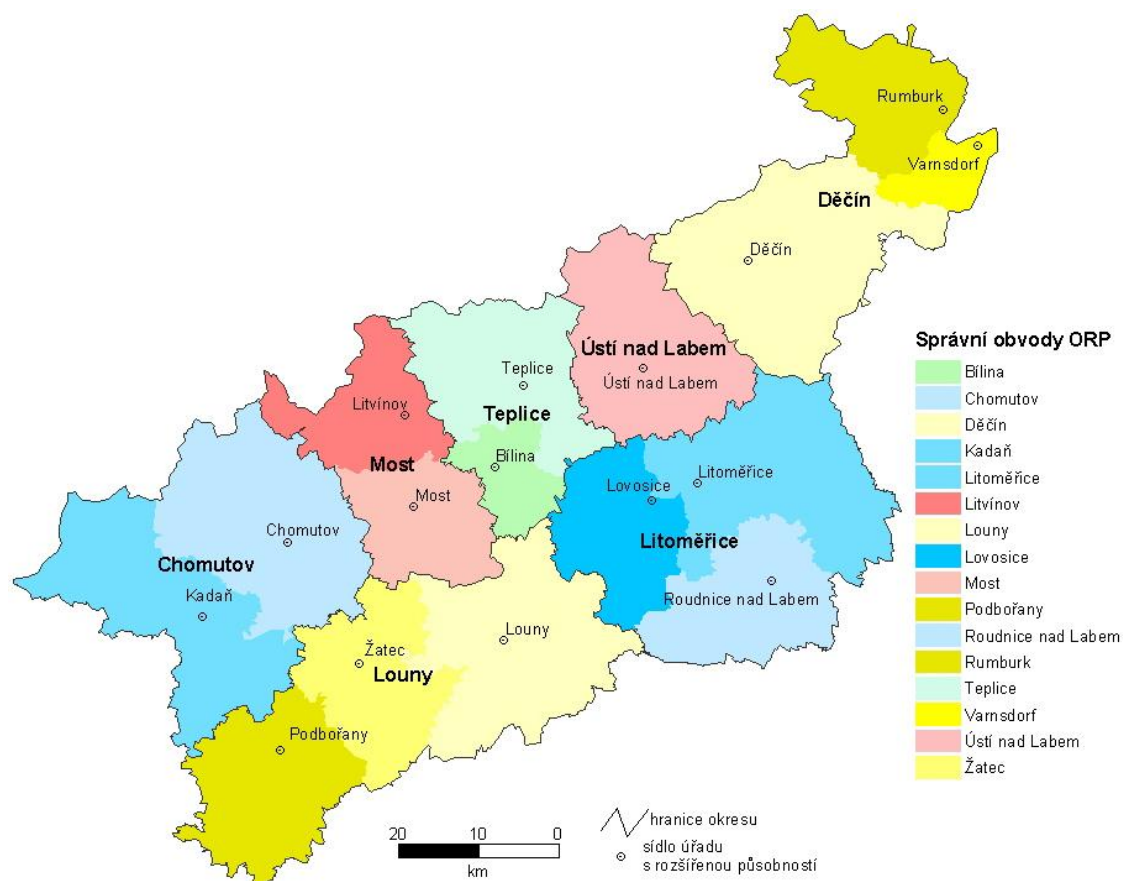 Rumburk
Varnsdorf
Děčín
Děčín
Ústí nad Labem
Ústí nad Labem
Teplice
Teplice
Litvínov
Bílina
Most
Most
Lovosice
Litoměřice
Litoměřice
Chomutov
Chomutov
Kadaň
Roudnice nad Labem
Louny
Žatec
Louny
Podbořany
Správní obvody ORP
Bílina
Chomutov
Děčín
Kadaň
Litoměřice
Litvínov
Louny
Lovosice
Most
Podbořany
Roudnice nad Labem
Rumburk
Teplice
Varnsdorf
Ústí nad Labem
Žatec
20 10 0
km
hranice okresu
sídlo úřadu
s rozšířenou působností